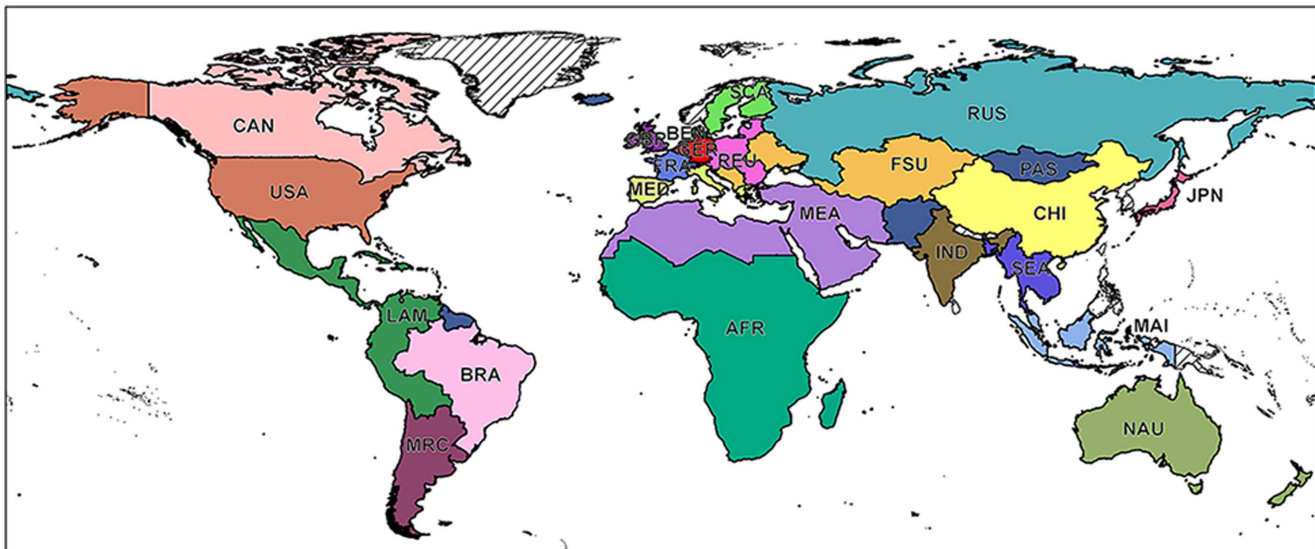 SCA
CAN
RUS
BEN
GBR
GER
FRA
REU
FSU
PAS
USA
MED
JPN
MEA
CHI
IND
SEA
LAM
AFR
MAI
BRA
NAU
MRC